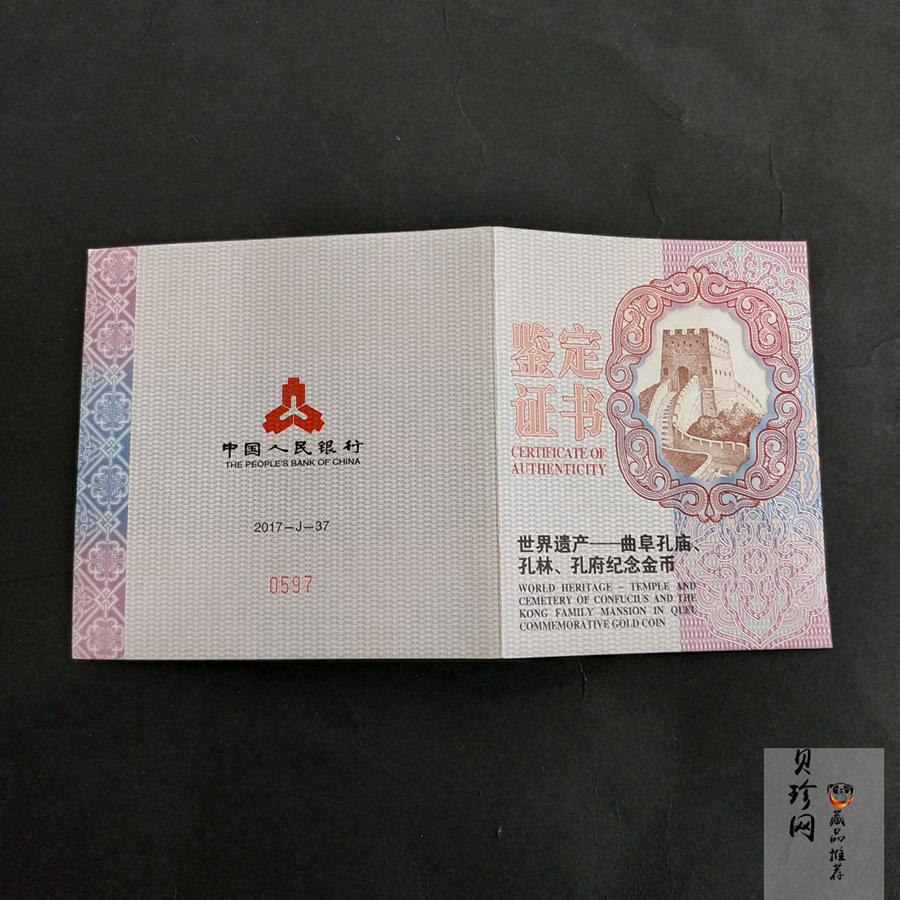 中国人民银行
THE PEOPLE'S BANK OF CHINA
2017-J-37
0597
鉴定
证书
CERTIFICATE OF
AUTHENTICITY
世界遗产——曲阜孔庙、
孔林、孔府纪念金币
WORLD HERITAGE – TEMPLE AND
CEMETERY OF CONFUCIUS AND THE
KONG FAMILY MANSION IN QUFU
COMMEMORATIVE GOLD COIN
贝珍网
藏品推荐